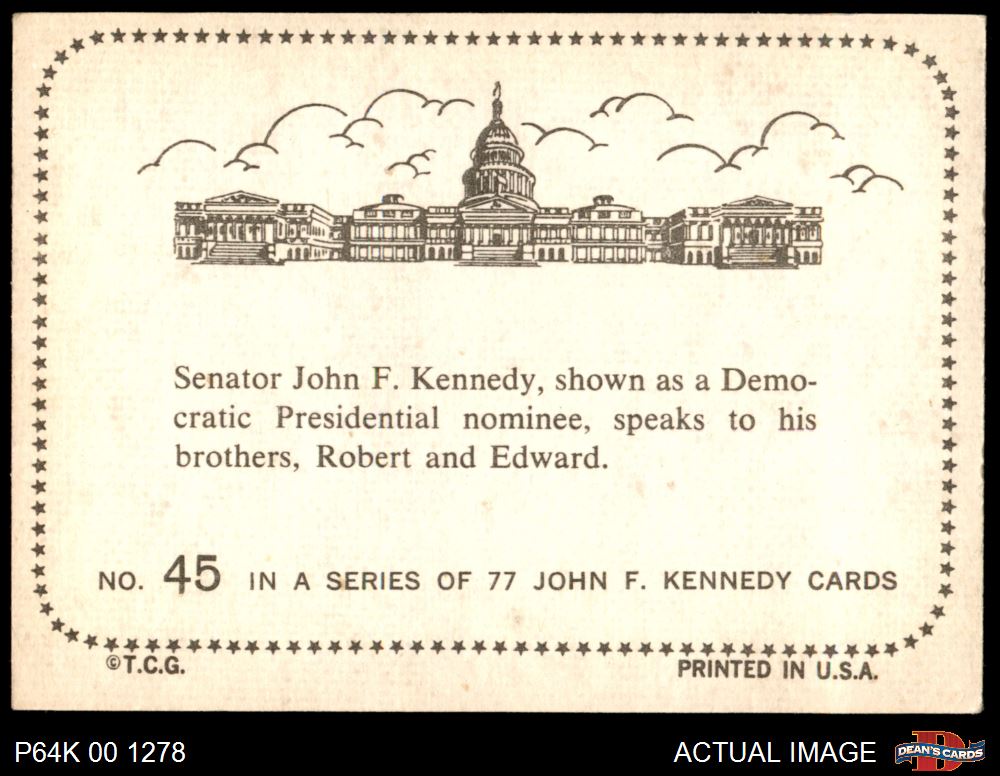 Senator John F. Kennedy, shown as a Demo-
cratic Presidential nominee, speaks to his
brothers, Robert and Edward.
NO. 45 IN A SERIES OF 77 JOHN F. KENNEDY CARDS
©T.C.G. PRINTED IN U.S.A.
P64K 00 1278 ACTUAL IMAGE DEAN'S CARDS